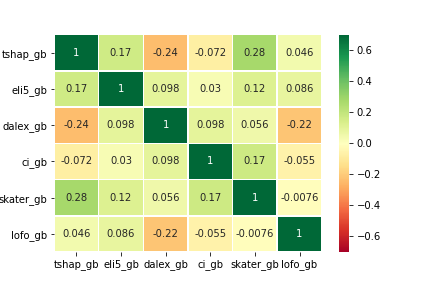 tshap_gb 1 0.17 -0.24 -0.072 0.28 0.046
eli5_gb 0.17 1 0.098 0.03 0.12 0.086
dalex_gb -0.24 0.098 1 0.098 0.056 -0.22
ci_gb -0.072 0.03 0.098 1 0.17 -0.055
skater_gb 0.28 0.12 0.056 0.17 1 -0.0076
lofo_gb 0.046 0.086 -0.22 -0.055 -0.0076 1
tshap_gb eli5_gb dalex_gb ci_gb skater_gb lofo_gb
0.6
0.4
0.2
0.0
−0.2
−0.4
−0.6